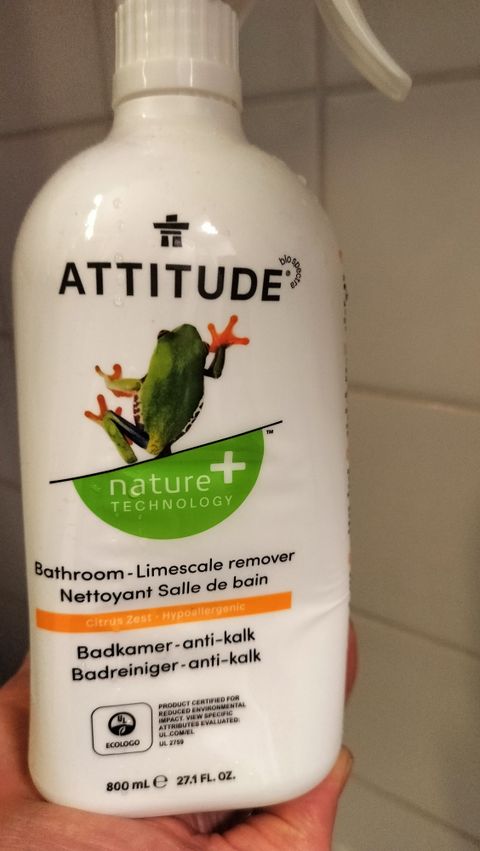 ATTITUDE
bio spectra
nature+
TECHNOLOGY
™
Bathroom - Limescale remover
Nettoyant Salle de bain
Citrus Zest - Hypoallergenic
Badkamer - anti-kalk
Badreiniger - anti-kalk
UL
ECOLOGO
PRODUCT CERTIFIED FOR
REDUCED ENVIRONMENTAL
IMPACT. VIEW SPECIFIC
ATTRIBUTES EVALUATED:
UL.COM/EL
UL 2759
800 mL ℮ 27.1 FL. OZ.